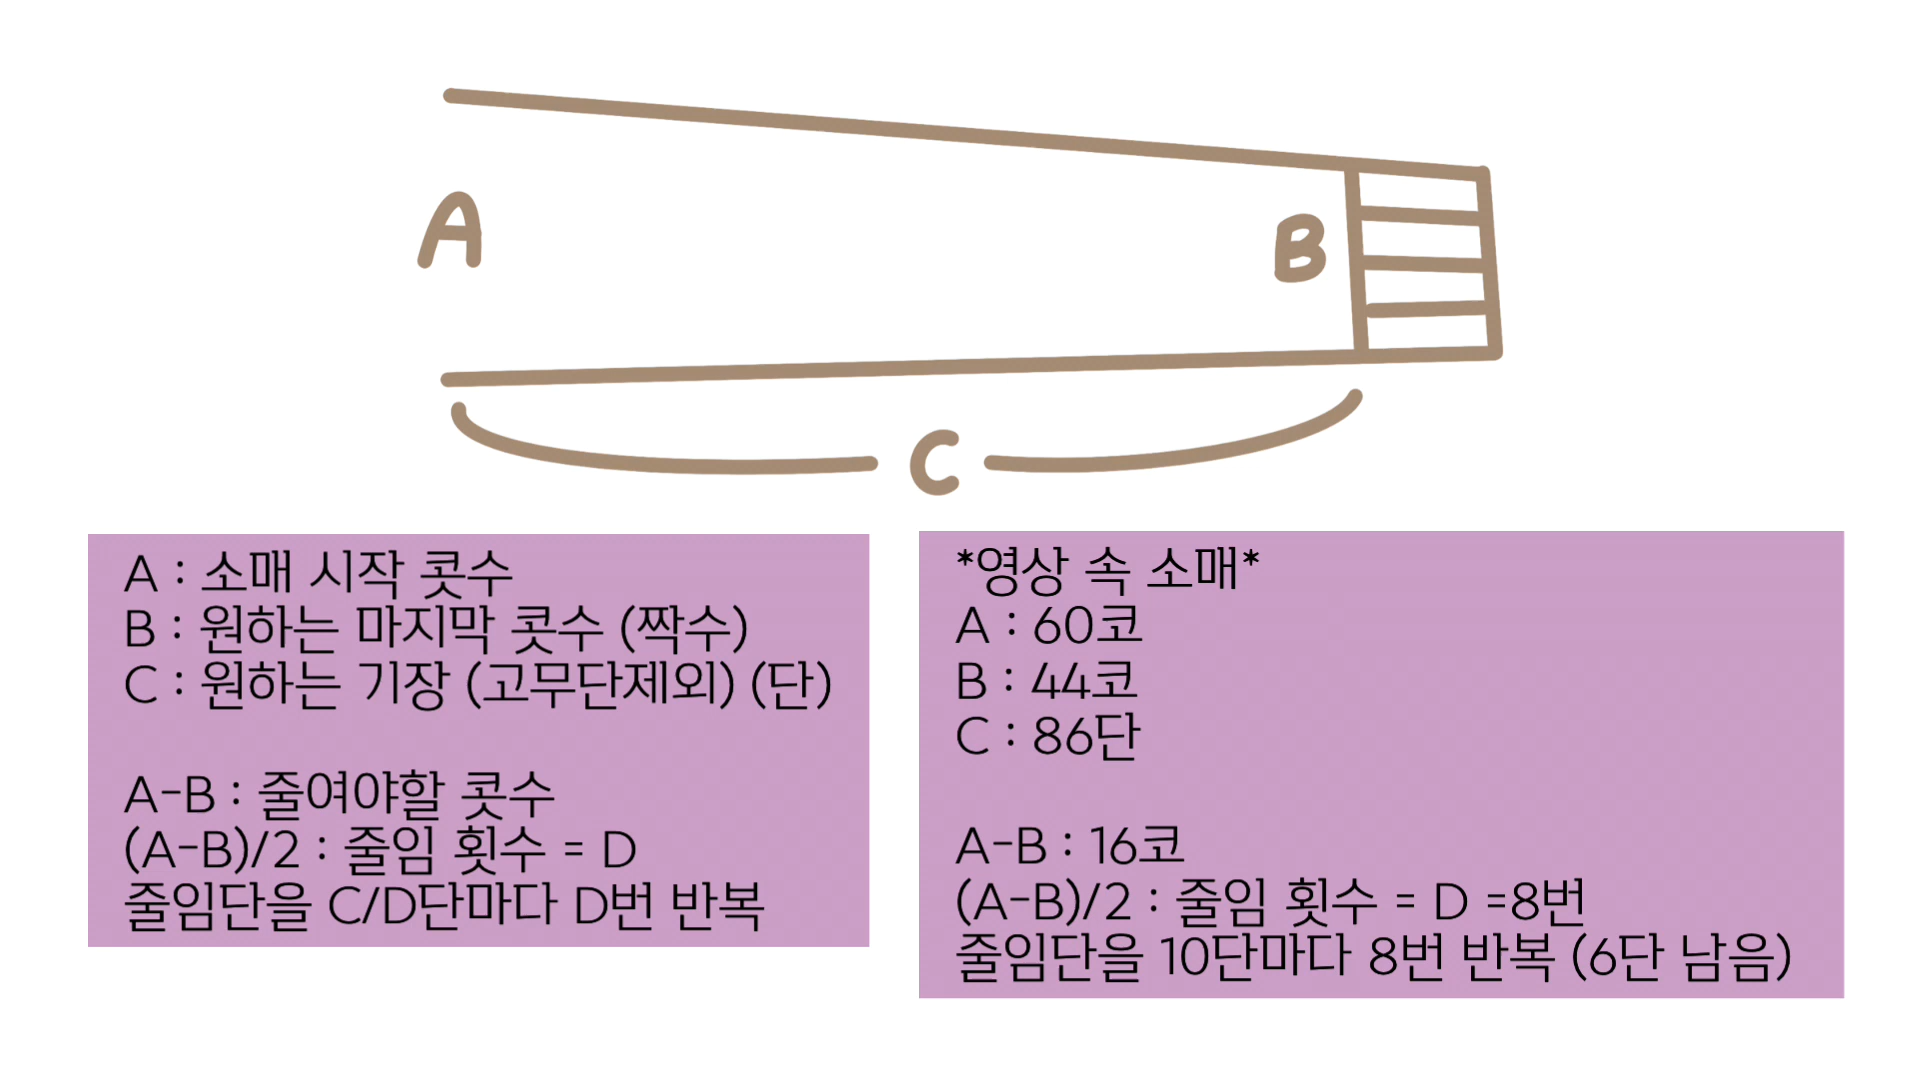 A
B
C
A : 소매 시작 콧수
B : 원하는 마지막 콧수 (짝수)
C : 원하는 기장 (고무단제외) (단)
A-B : 줄여야할 콧수
(A-B)/2 : 줄임 횟수 = D
줄임단을 C/D단마다 D번 반복
*영상 속 소매*
A : 60코
B : 44코
C : 86단
A-B : 16코
(A-B)/2 : 줄임 횟수 = D =8번
줄임단을 10단마다 8번 반복 (6단 남음)